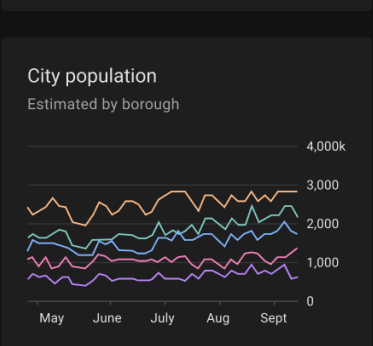 City population
Estimated by borough
4,000k
3,000
2,000
1,000
0
May June July Aug Sept